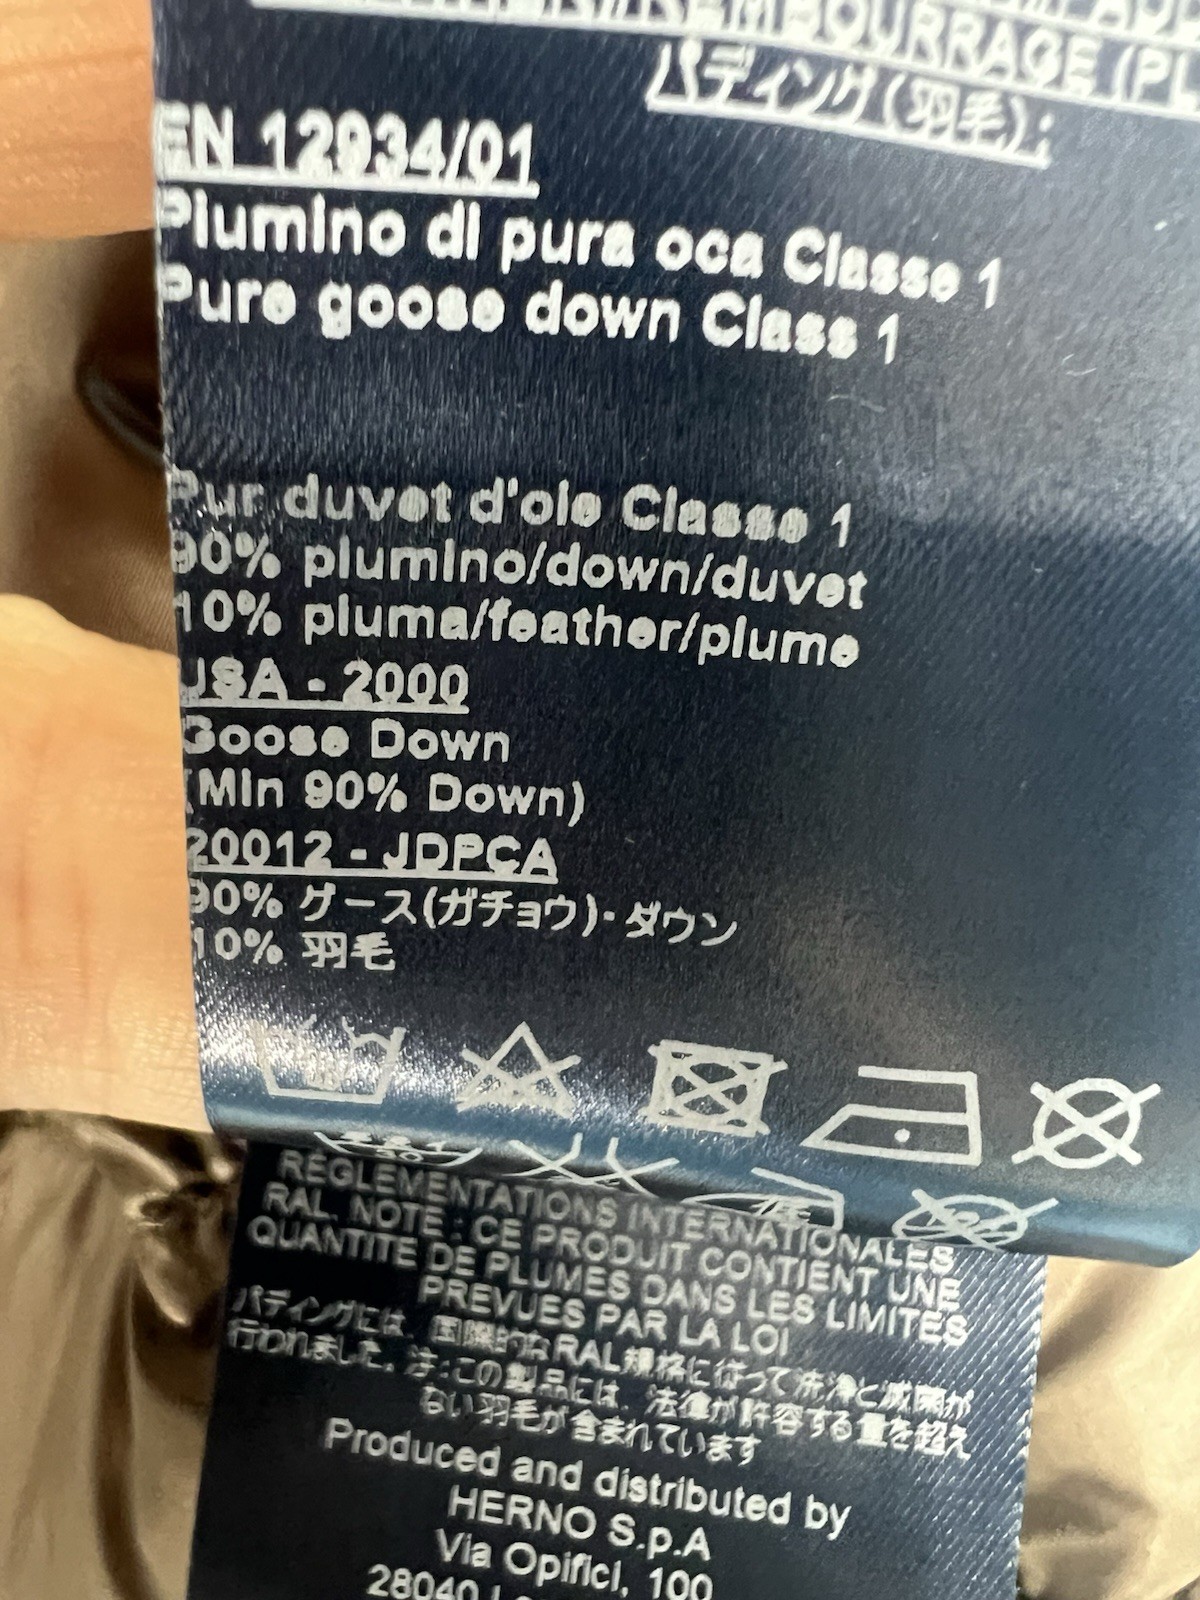 REMBOURRAGE (PL
パディング(羽毛):
EN 12934/01
Piumino di pura oca Classe 1
Pure goose down Class 1
Pur duvet d'oie Classe 1
90% piumino/down/duvet
10% piuma/feather/plume
USA - 2000
Goose Down
(Min 90% Down)
20012 - JDPCA
90% グース(ガチョウ)・ダウン
10% 羽毛
RÉGLEMENTATIONS INTERNATIONALES
RAL. NOTE : CE PRODUIT CONTIENT UNE
QUANTITÉ DE PLUMES DANS LES LIMITES
PREVUES PAR LA LOI
パディングには、国際的なRAL規格に従って洗浄と滅菌が
行われました。注:この製品には、法律が許容する量を超え
ない羽毛が含まれています
Produced and distributed by
HERNO S.p.A
Via Opifici, 100
28040